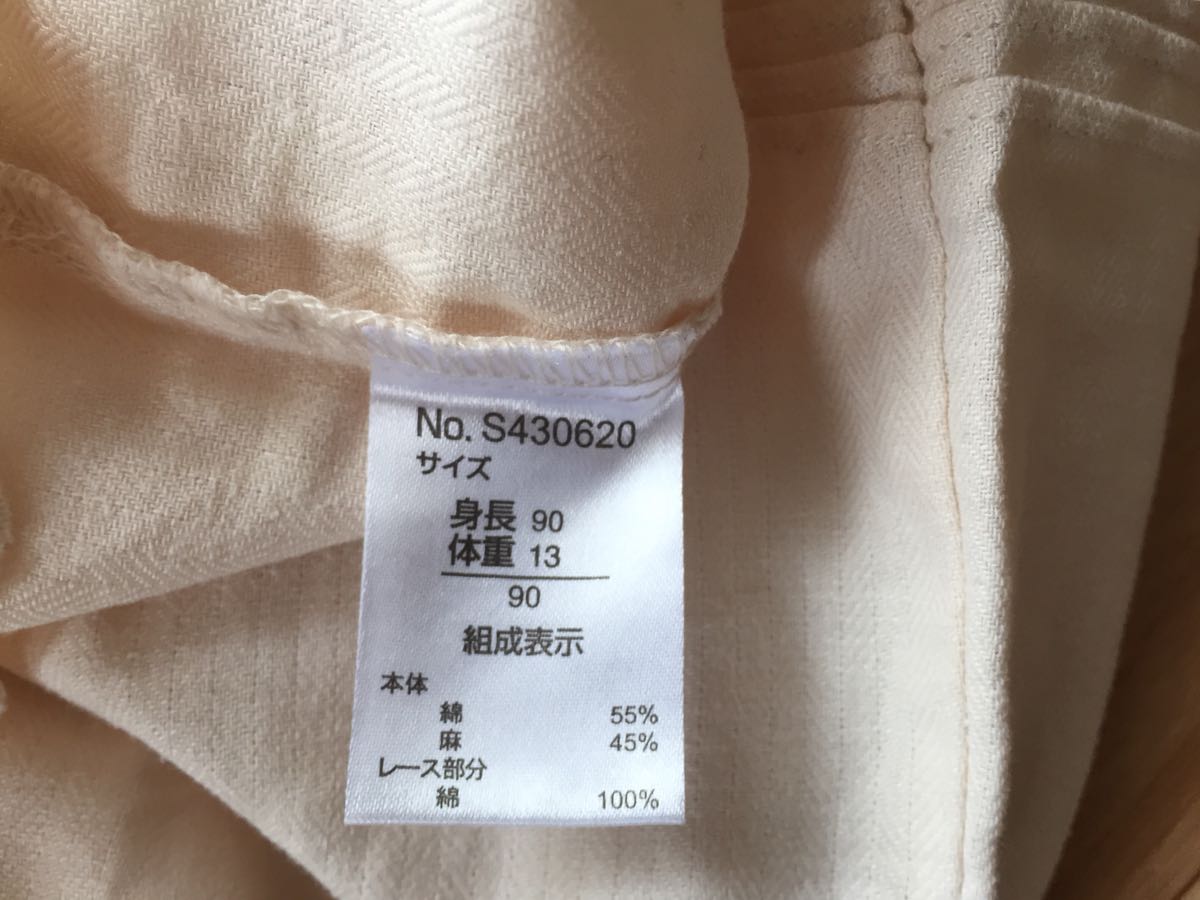 No. S430620
サイズ
身長 90
体重 13
90
組成表示
本体
綿 55%
麻 45%
レース部分
綿 100%